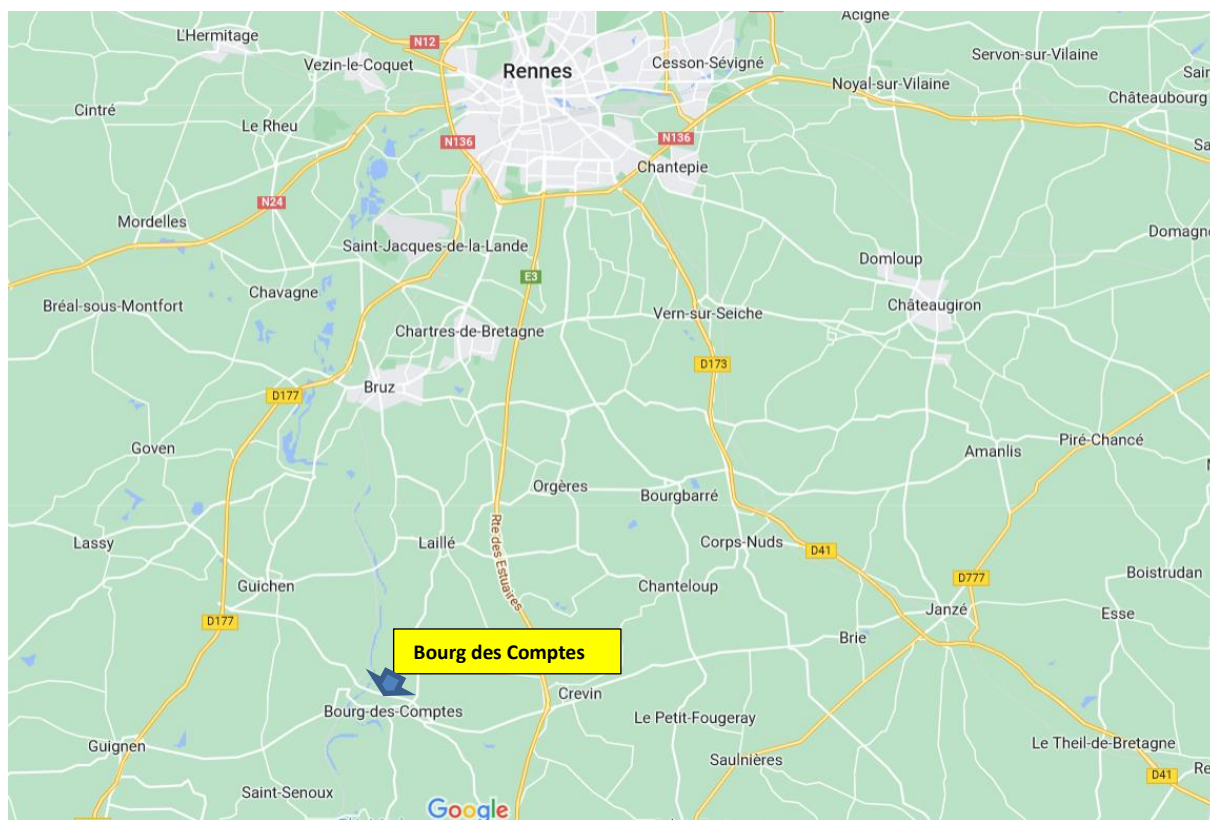 Acigné
L'Hermitage
N12
Servon-sur-Vilaine
Vezin-le-Coquet
Rennes
Cesson-Sévigné
Noyal-sur-Vilaine
Châteaubourg
Cintré
Le Rheu
N136
N136
Chantepie
N24
Mordelles
Saint-Jacques-de-la-Lande
Domloup
E3
Chavagne
Bréal-sous-Montfort
Châteaugiron
Vern-sur-Seiche
Chartres-de-Bretagne
D173
Bruz
D177
Goven
Piré-Chancé
Amanlis
Orgères
Bourgbarré
Lassy
Laillé
Rte des Estuaires
Corps-Nuds
D41
Guichen
Chanteloup
D777
Boistrudan
Janzé
Esse
D177
Brie
Bourg des Comptes
Crevin
Bourg-des-Comptes
Le Petit-Fougeray
Guignen
Le Theil-de-Bretagne
Saulnières
D41
Saint-Senoux
Google